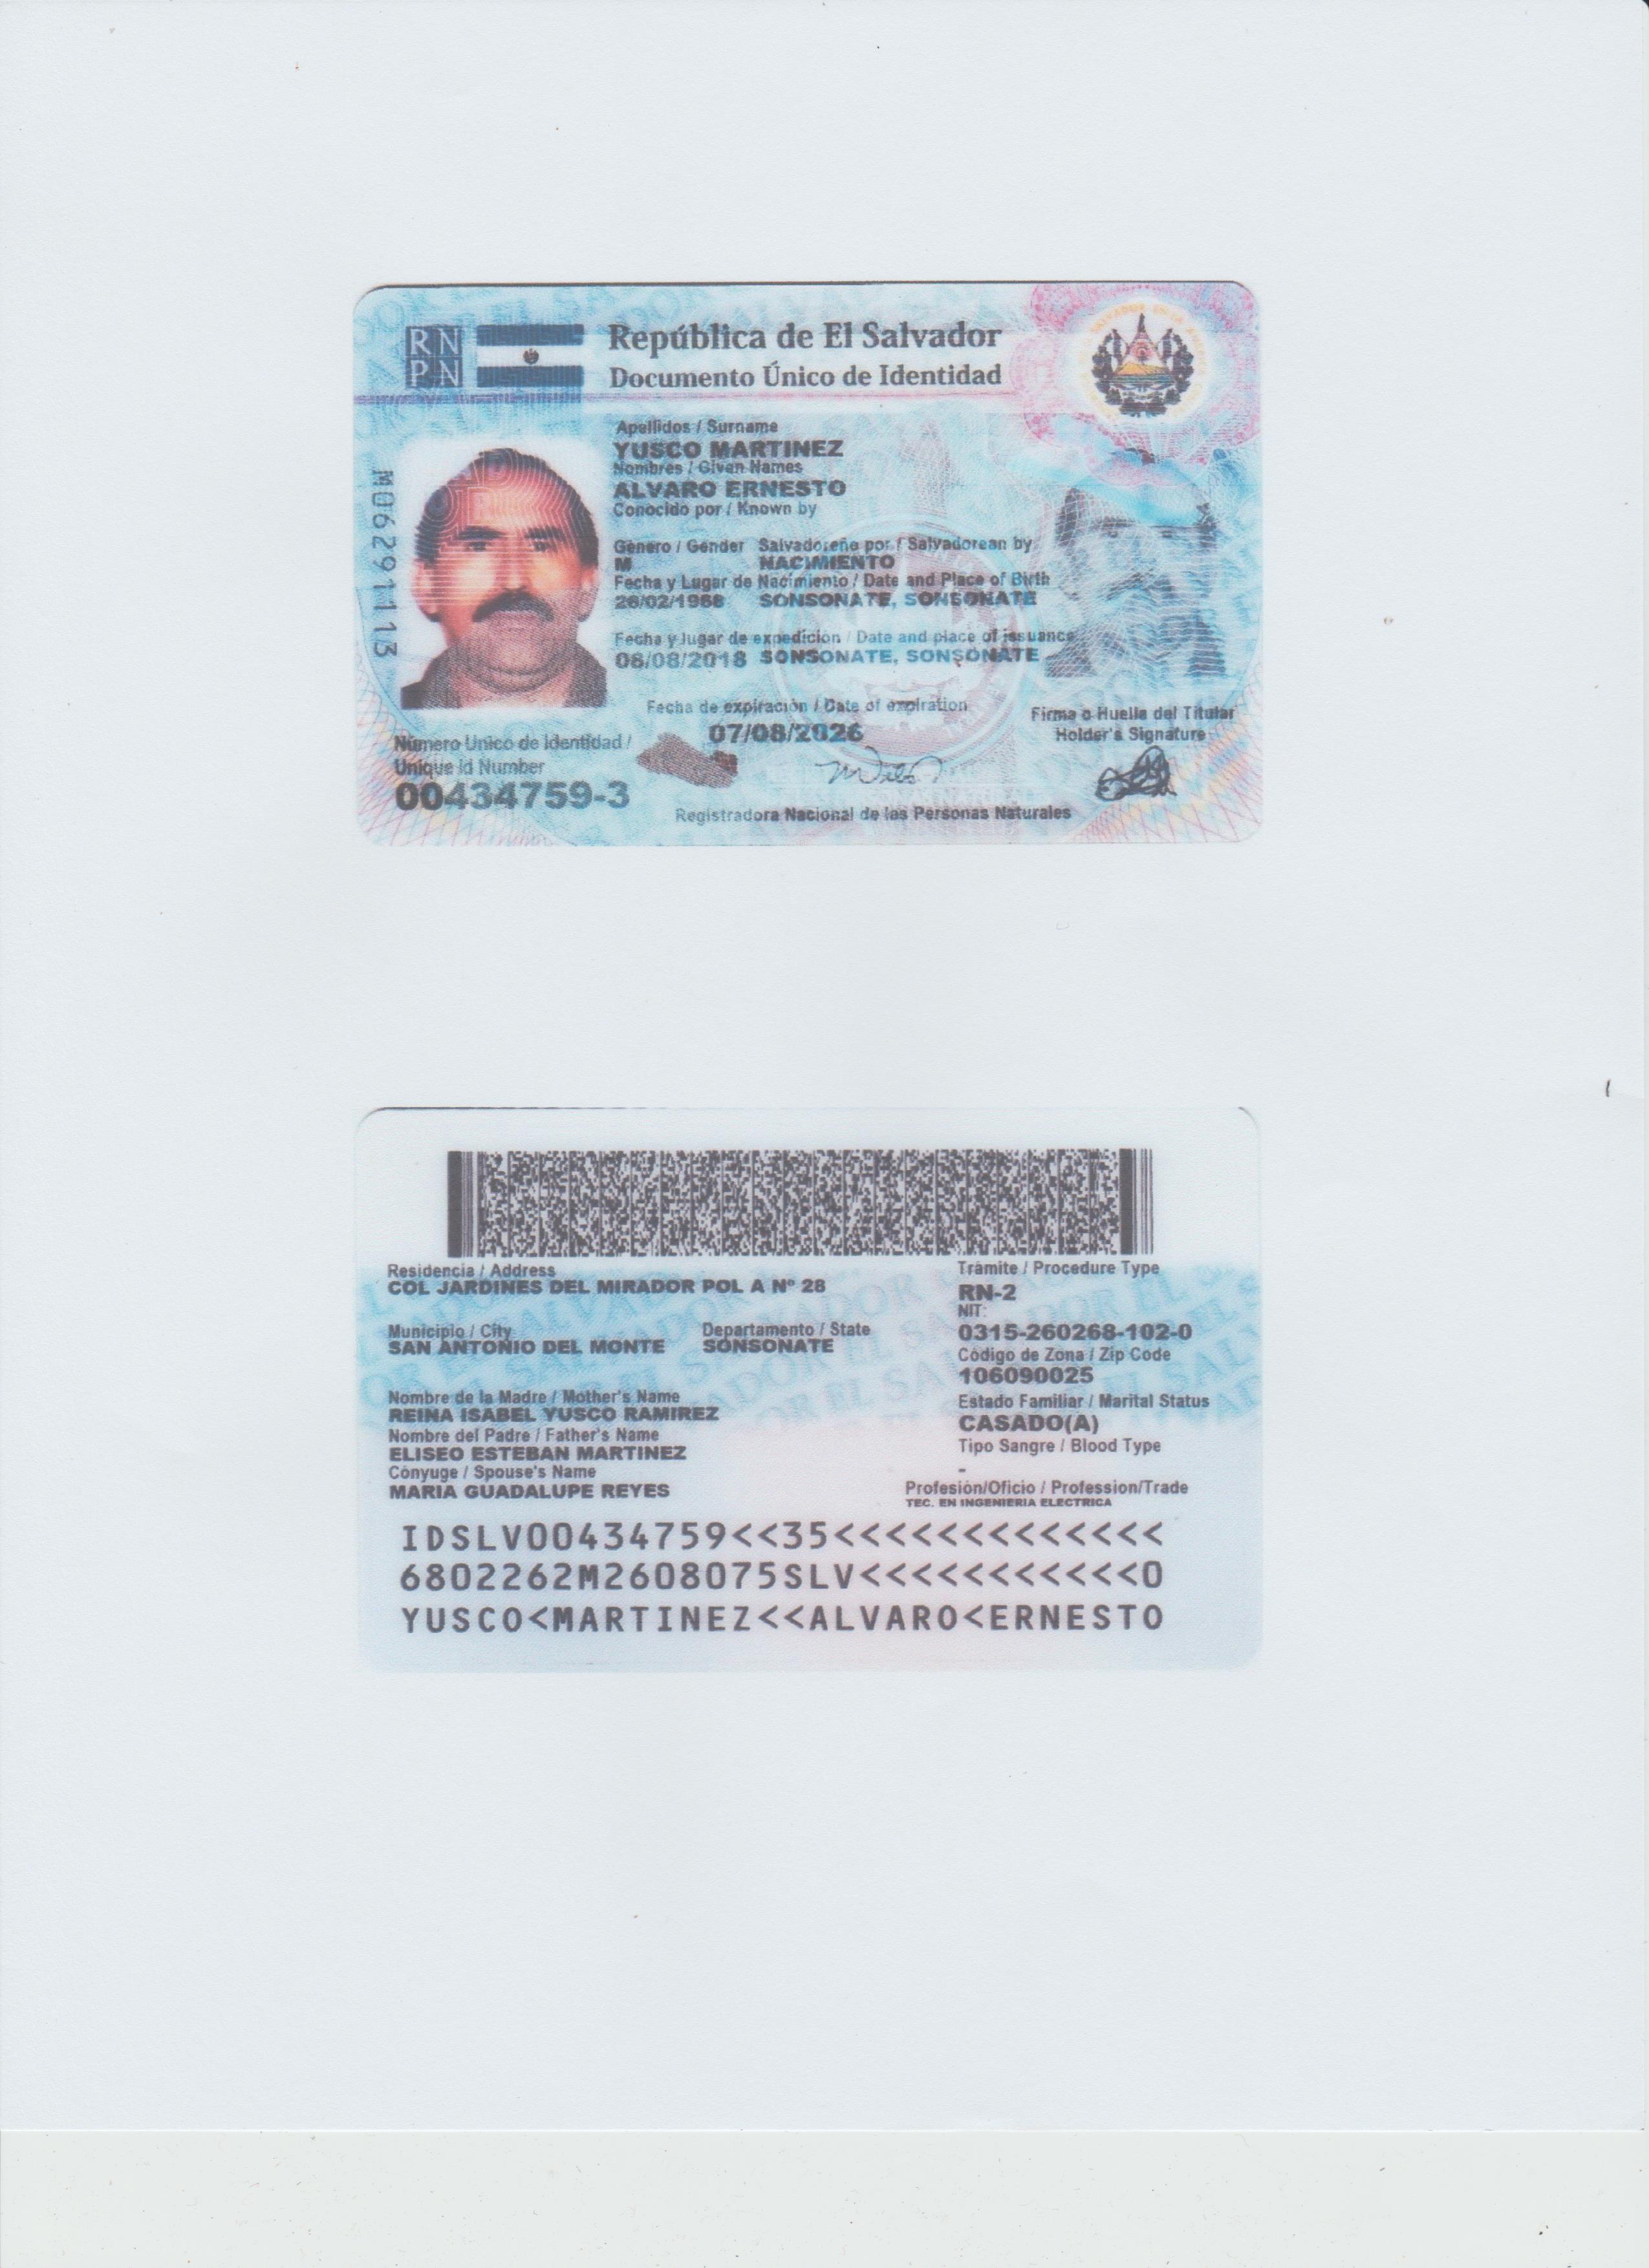 RN
PN
República de El Salvador
Documento Único de Identidad
Apellidos / Surname
YUSCO MARTINEZ
Nombres / Given Names
ALVARO ERNESTO
Conocido por / Known by
Género / Gender Salvadoreño por / Salvadorean by
M NACIMIENTO
Fecha y Lugar de Nacimiento / Date and Place of Birth
26/02/1968 SONSONATE, SONSONATE
Fecha y lugar de expedición / Date and place of issuance
08/08/2018 SONSONATE, SONSONATE
Fecha de expiración / Date of expiration
07/08/2026
Firma o Huella del Titular
Holder's Signature
Número Unico de Identidad /
Unique Id Number
00434759-3
Registradora Nacional de las Personas Naturales
M06291113
Residencia / Address
COL JARDINES DEL MIRADOR POL A Nº 28
Trámite / Procedure Type
RN-2
NIT:
0315-260268-102-0
Municipio / City Departamento / State
SAN ANTONIO DEL MONTE SONSONATE
Código de Zona / Zip Code
106090025
Nombre de la Madre / Mother's Name
REINA ISABEL YUSCO RAMIREZ
Estado Familiar / Marital Status
CASADO(A)
Nombre del Padre / Father's Name
ELISEO ESTEBAN MARTINEZ
Tipo Sangre / Blood Type
-
Cónyuge / Spouse's Name
MARIA GUADALUPE REYES
Profesión/Oficio / Profession/Trade
TEC. EN INGENIERIA ELECTRICA
IDSLV00434759<<35<<<<<<<<<<<<<
6802262M2608075SLV<<<<<<<<<<<0
YUSCO<MARTINEZ<<ALVARO<ERNESTO